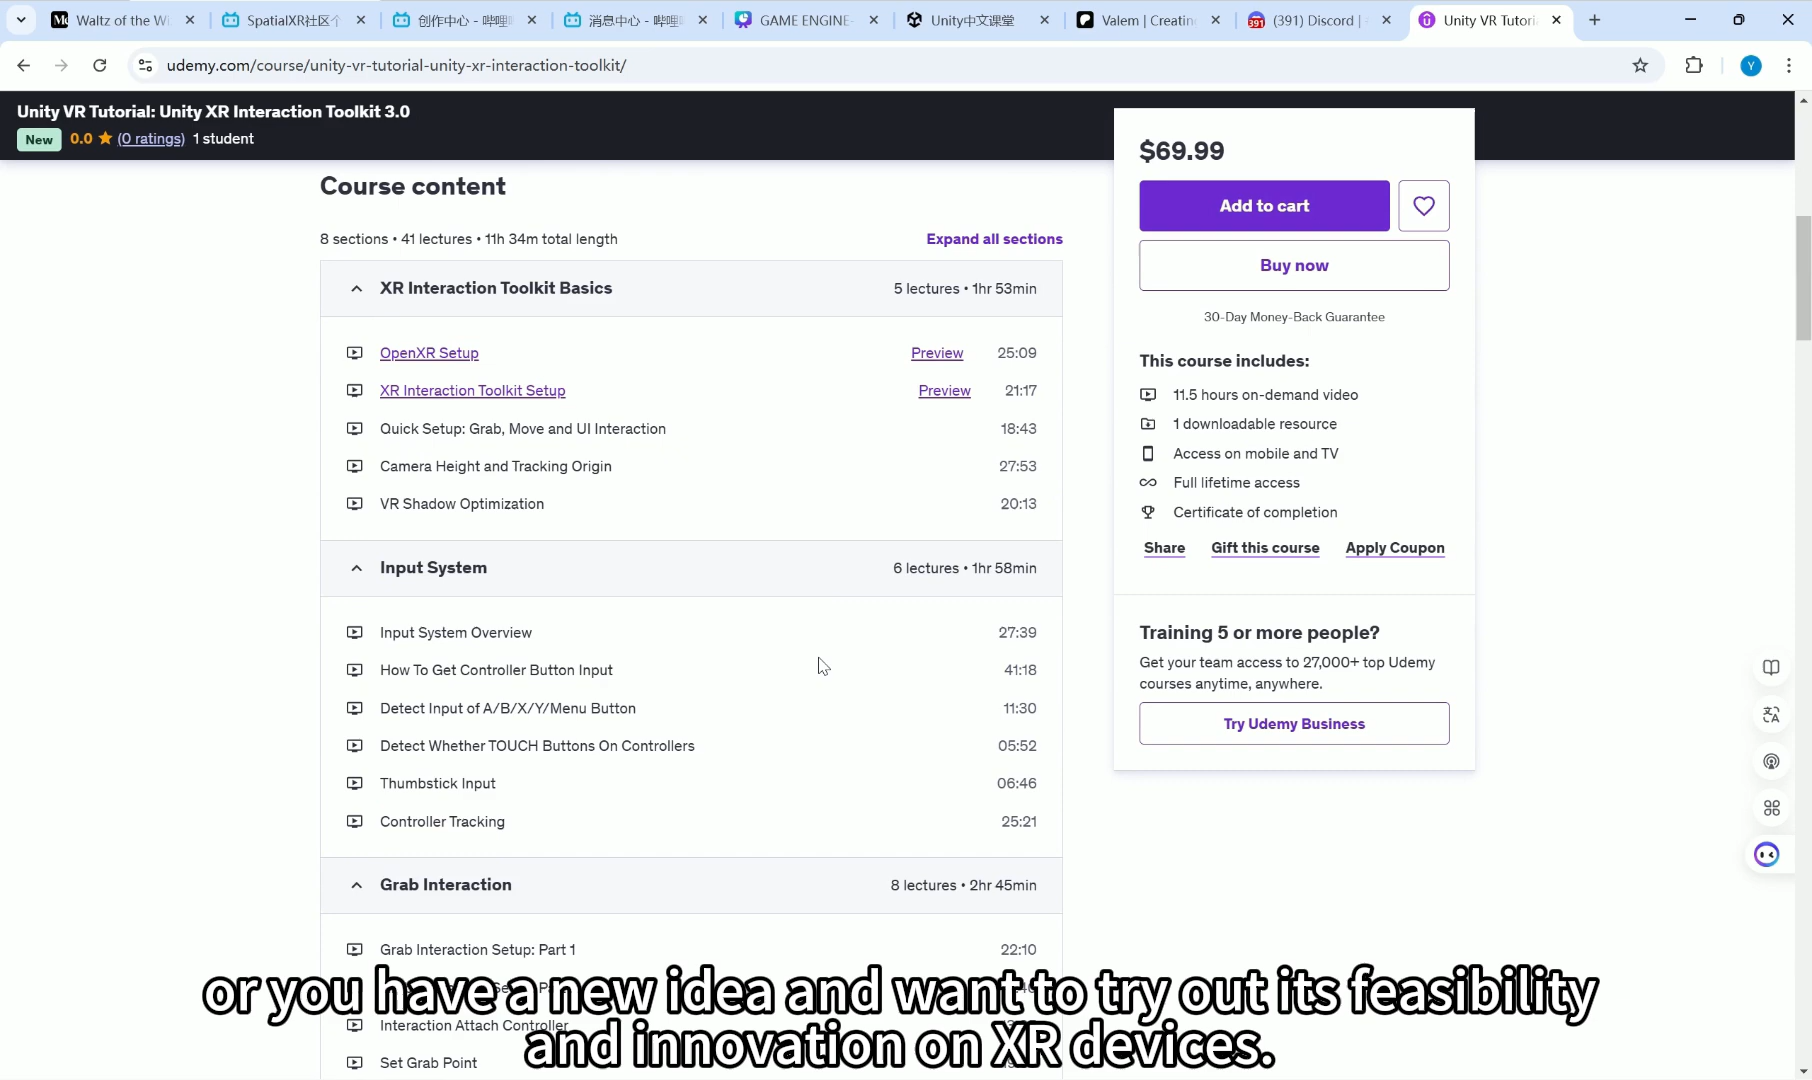 Waltz of the Wi
SpatialXR社区个
创作中心 - 哔哩
消息中心 - 哔哩
GAME ENGINE-
Unity中文课堂
Valem | Creatin
(391) Discord |
Unity VR Tutori
udemy.com/course/unity-vr-tutorial-unity-xr-interaction-toolkit/
Y
Unity VR Tutorial: Unity XR Interaction Toolkit 3.0
New 0.0 (0 ratings) 1 student
$69.99
Add to cart
Buy now
30-Day Money-Back Guarantee
This course includes:
11.5 hours on-demand video
1 downloadable resource
Access on mobile and TV
Full lifetime access
Certificate of completion
Share Gift this course Apply Coupon
Training 5 or more people?
Get your team access to 27,000+ top Udemy
courses anytime, anywhere.
Try Udemy Business
Course content
8 sections • 41 lectures • 11h 34m total length Expand all sections
XR Interaction Toolkit Basics 5 lectures • 1hr 53min
OpenXR Setup Preview 25:09
XR Interaction Toolkit Setup Preview 21:17
Quick Setup: Grab, Move and UI Interaction 18:43
Camera Height and Tracking Origin 27:53
VR Shadow Optimization 20:13
Input System 6 lectures • 1hr 58min
Input System Overview 27:39
How To Get Controller Button Input 41:18
Detect Input of A/B/X/Y/Menu Button 11:30
Detect Whether TOUCH Buttons On Controllers 05:52
Thumbstick Input 06:46
Controller Tracking 25:21
Grab Interaction 8 lectures • 2hr 45min
Grab Interaction Setup: Part 1 22:10
Interaction Attach Controller
Set Grab Point
or you have a new idea and want to try out its feasibility
and innovation on XR devices.